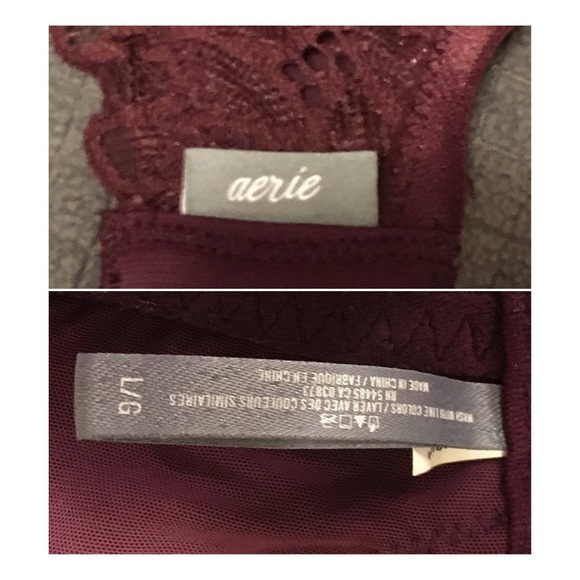 aerie
L/G
WASH WITH LIKE COLORS / LAVER AVEC DES COULEURS SIMILAIRES
RN 54485 CA 03873
MADE IN CHINA / FABRIQUE EN CHINE